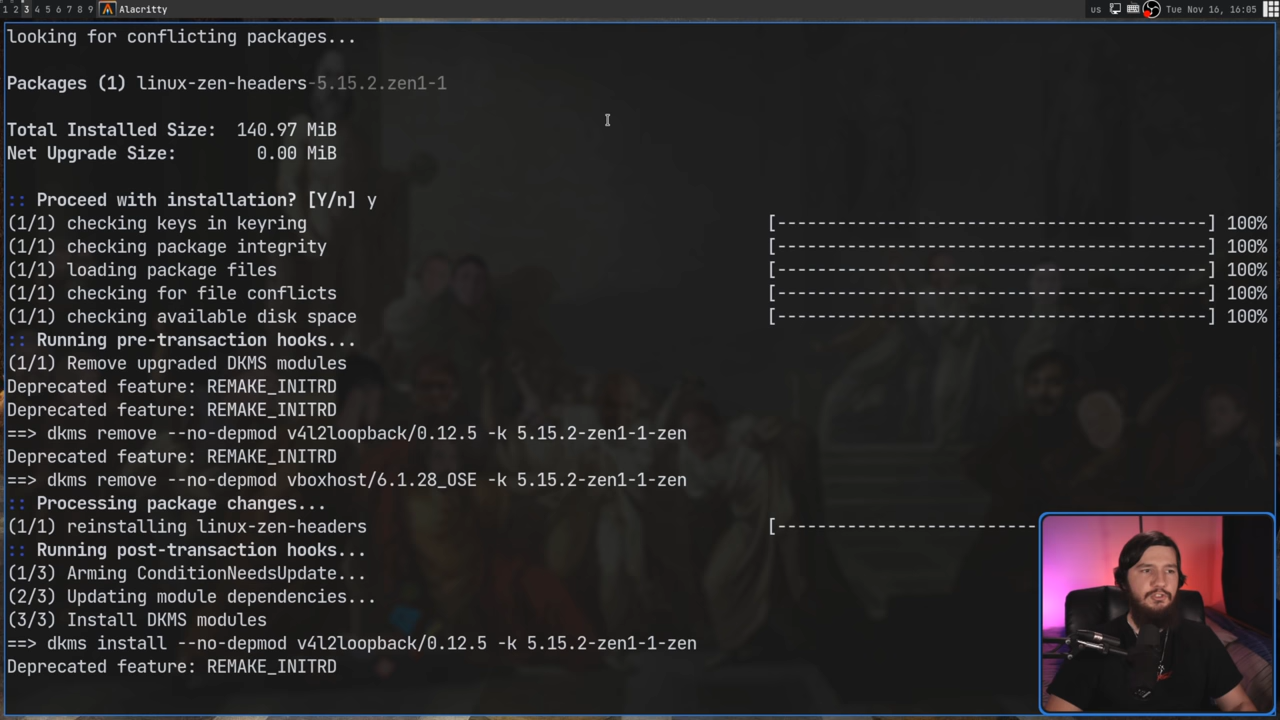 1 2 3 4 5 6 7 8 9 Alacritty us Tue Nov 16, 16:05
looking for conflicting packages...
Packages (1) linux-zen-headers-5.15.2.zen1-1
Total Installed Size:  140.97 MiB
Net Upgrade Size:        0.00 MiB
:: Proceed with installation? [Y/n] y
(1/1) checking keys in keyring [-------------------------------------------] 100%
(1/1) checking package integrity [-------------------------------------------] 100%
(1/1) loading package files [-------------------------------------------] 100%
(1/1) checking for file conflicts [-------------------------------------------] 100%
(1/1) checking available disk space [-------------------------------------------] 100%
:: Running pre-transaction hooks...
(1/1) Remove upgraded DKMS modules
Deprecated feature: REMAKE_INITRD
Deprecated feature: REMAKE_INITRD
==> dkms remove --no-depmod v4l2loopback/0.12.5 -k 5.15.2-zen1-1-zen
Deprecated feature: REMAKE_INITRD
==> dkms remove --no-depmod vboxhost/6.1.28_OSE -k 5.15.2-zen1-1-zen
:: Processing package changes...
(1/1) reinstalling linux-zen-headers [--------------------------
:: Running post-transaction hooks...
(1/3) Arming ConditionNeedsUpdate...
(2/3) Updating module dependencies...
(3/3) Install DKMS modules
==> dkms install --no-depmod v4l2loopback/0.12.5 -k 5.15.2-zen1-1-zen
Deprecated feature: REMAKE_INITRD